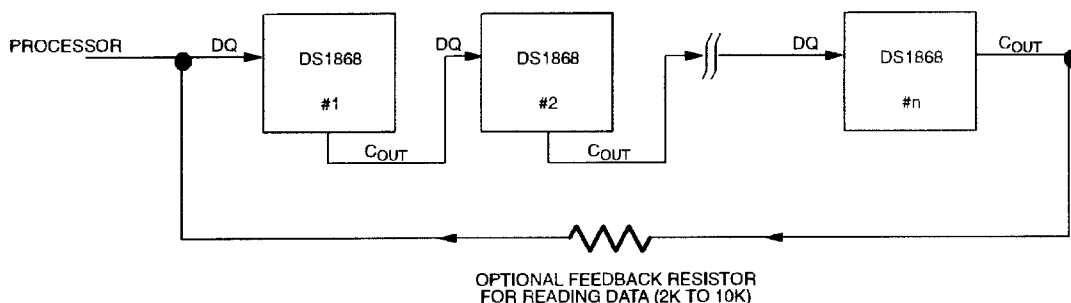 PROCESSOR
DQ
DS1868
#1
COUT
DQ
DS1868
#2
COUT
DQ
DS1868
#n
COUT
OPTIONAL FEEDBACK RESISTOR
FOR READING DATA (2K TO 10K)